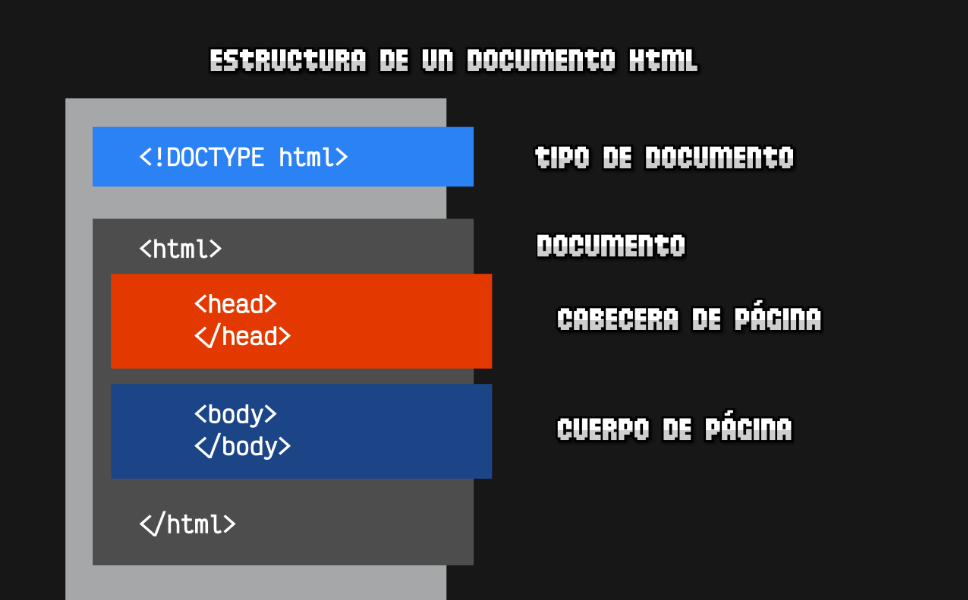 ESTRUCTURA DE UN DOCUMENTO HTML
<!DOCTYPE html>
TIPO DE DOCUMENTO
<html>
DOCUMENTO
<head>
</head>
CABECERA DE PÁGINA
<body>
</body>
CUERPO DE PÁGINA
</html>